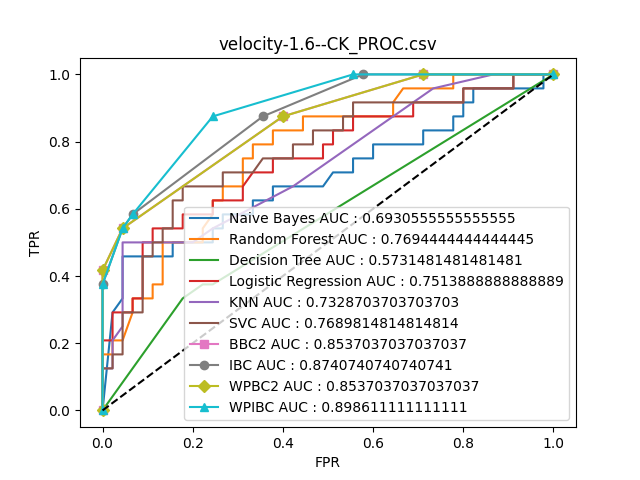 velocity-1.6--CK_PROC.csv
1.0
0.8
0.6
0.4
0.2
0.0
TPR
Naive Bayes AUC : 0.6930555555555555
Random Forest AUC : 0.7694444444444445
Decision Tree AUC : 0.5731481481481481
Logistic Regression AUC : 0.7513888888888889
KNN AUC : 0.7328703703703703
SVC AUC : 0.7689814814814814
BBC2 AUC : 0.8537037037037037
IBC AUC : 0.8740740740740741
WPBC2 AUC : 0.8537037037037037
WPIBC AUC : 0.898611111111111
0.0 0.2 0.4 0.6 0.8 1.0
FPR